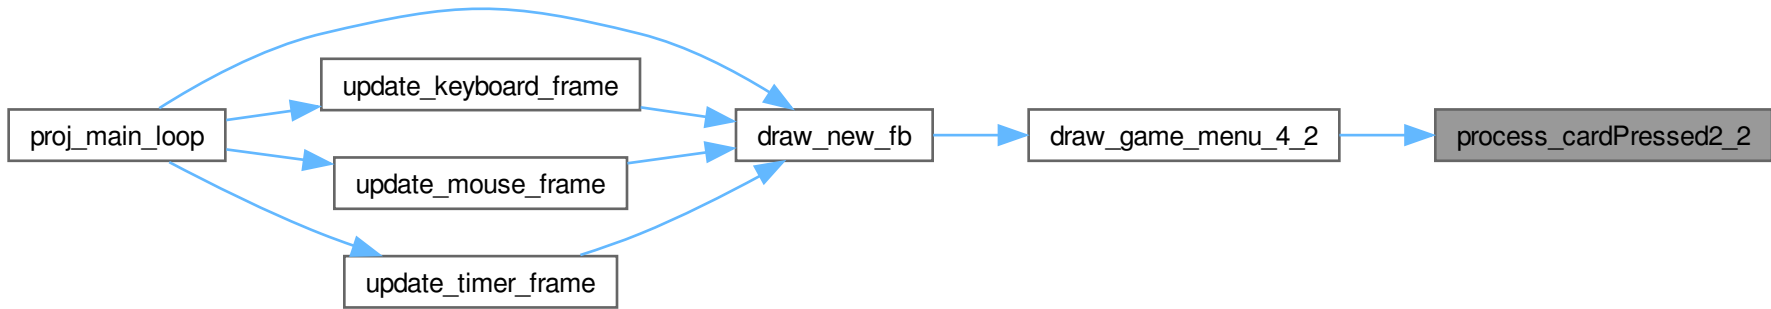 proj_main_loop
update_keyboard_frame
update_mouse_frame
update_timer_frame
draw_new_fb
draw_game_menu_4_2
process_cardPressed2_2